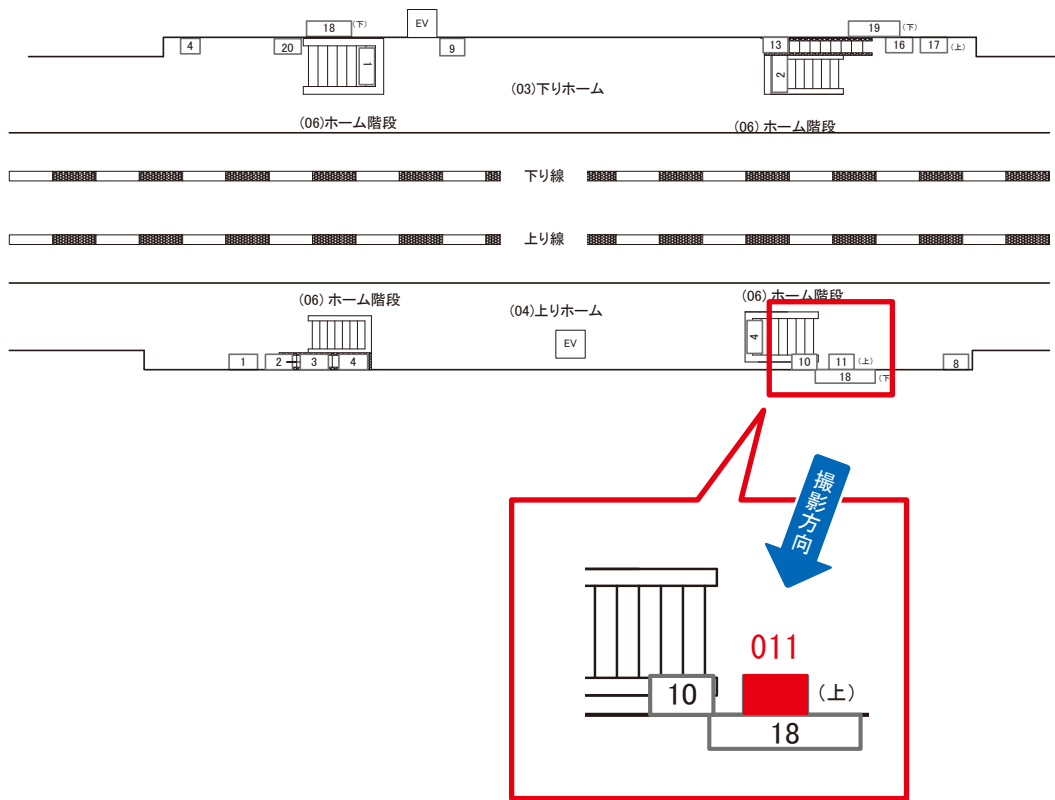 18 (下)
EV
19 (下)
4
20
9
13
16
17 (上)
1
2
(03)下りホーム
(06)ホーム階段
(06) ホーム階段
下り線
上り線
(06) ホーム階段
(04)上りホーム
(06) ホーム階段
EV
4
1
2
3
4
10
11 (上)
8
18 (下
撮影方向
011
10
(上)
18